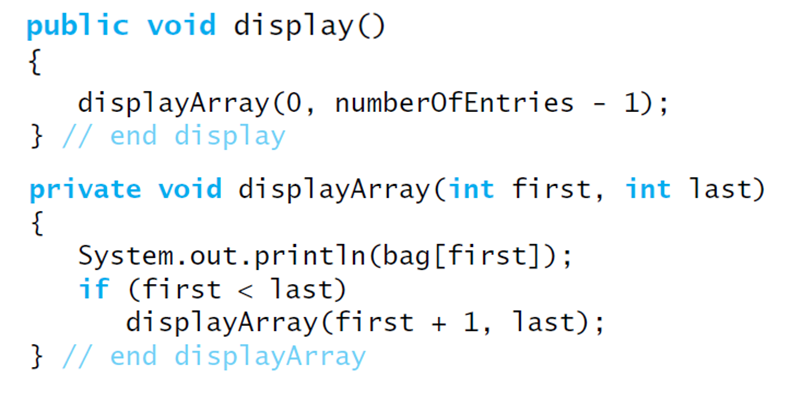 public void display()
{
   displayArray(0, numberOfEntries - 1);
} // end display
private void displayArray(int first, int last)
{
   System.out.println(bag[first]);
   if (first < last)
      displayArray(first + 1, last);
} // end displayArray